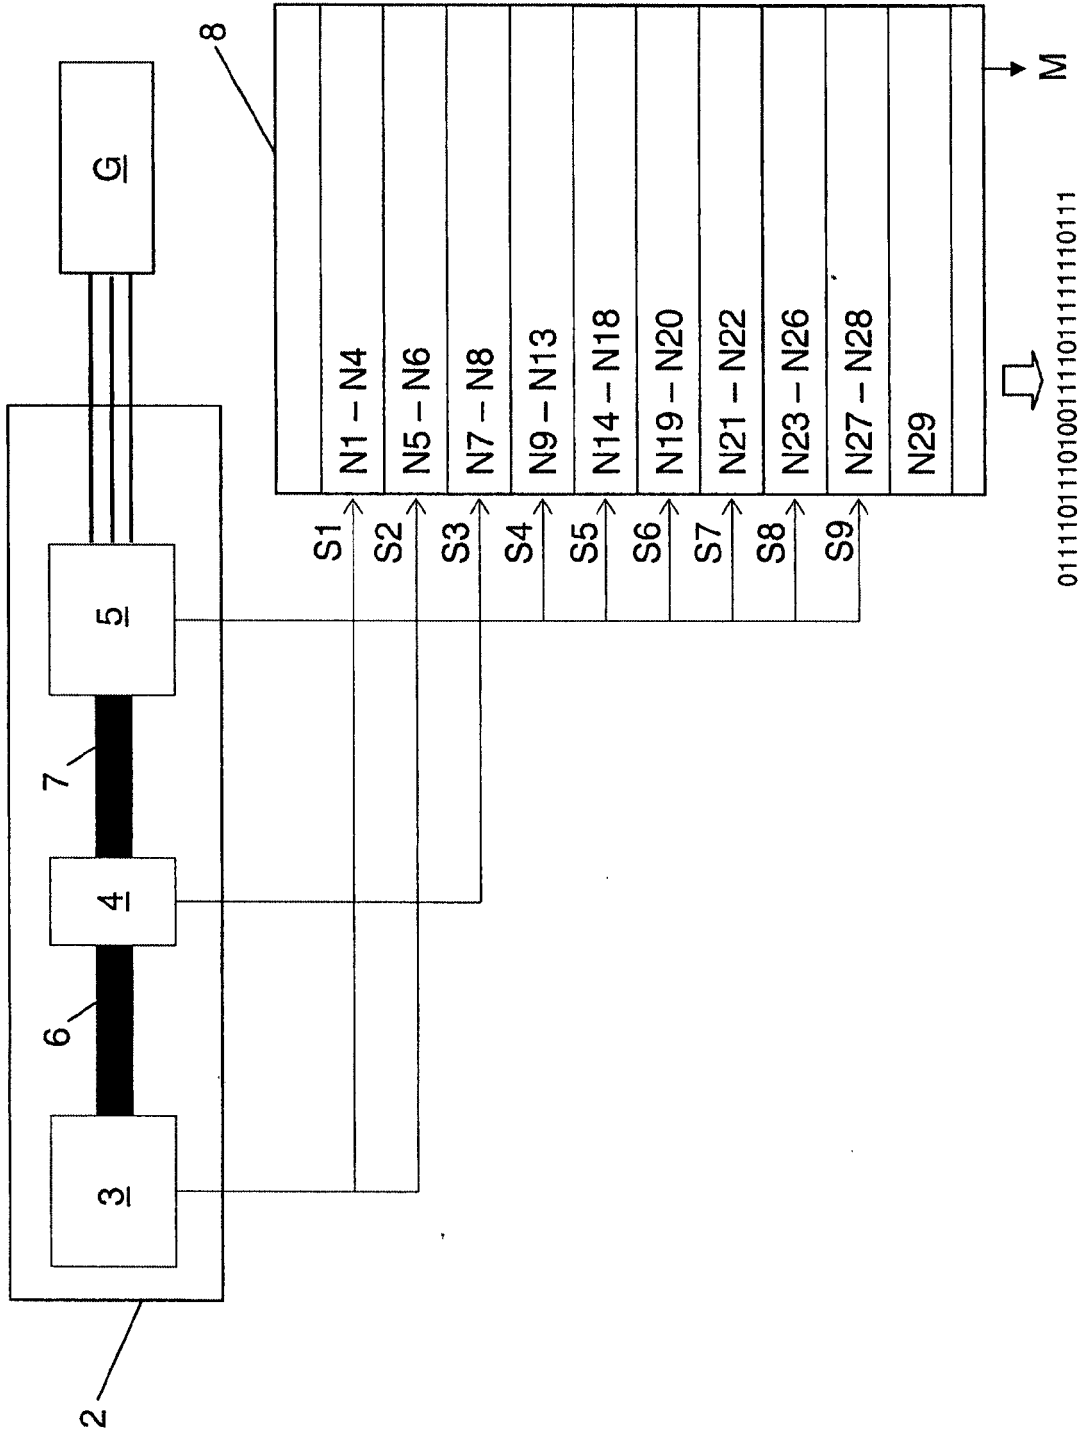 2
3
6
4
7
5
G
8
S1
N1 – N4
S2
N5 – N6
S3
N7 – N8
S4
N9 – N13
S5
N14 – N18
S6
N19 – N20
S7
N21 – N22
S8
N23 – N26
S9
N27 – N28
N29
M